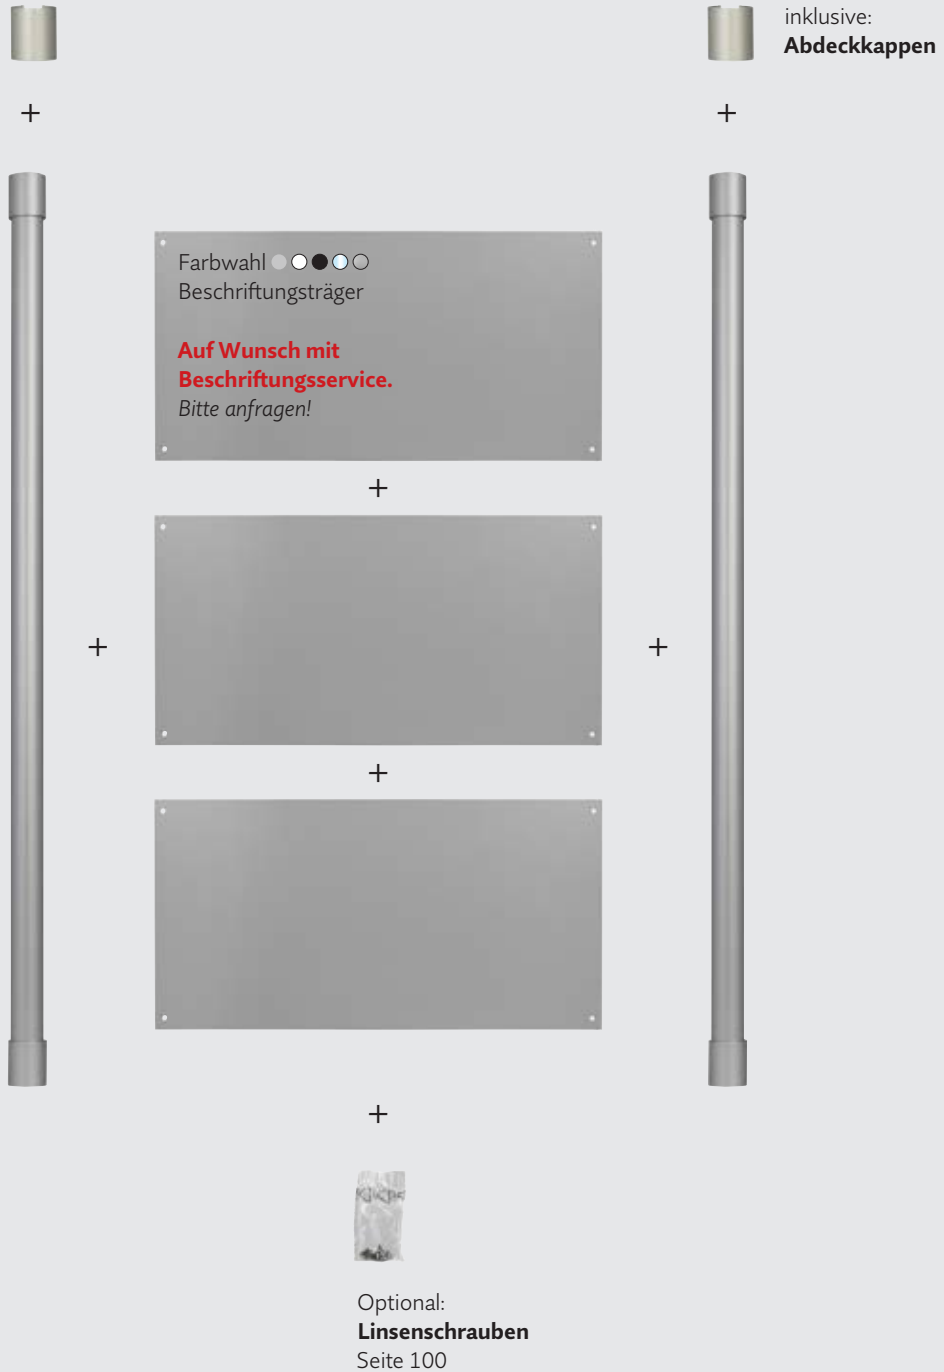 inklusive:
Abdeckkappen
+
+
Farbwahl
Beschriftungsträger
Auf Wunsch mit
Beschriftungsservice.
Bitte anfragen!
+
+
+
+
+
Optional:
Linsenschrauben
Seite 100